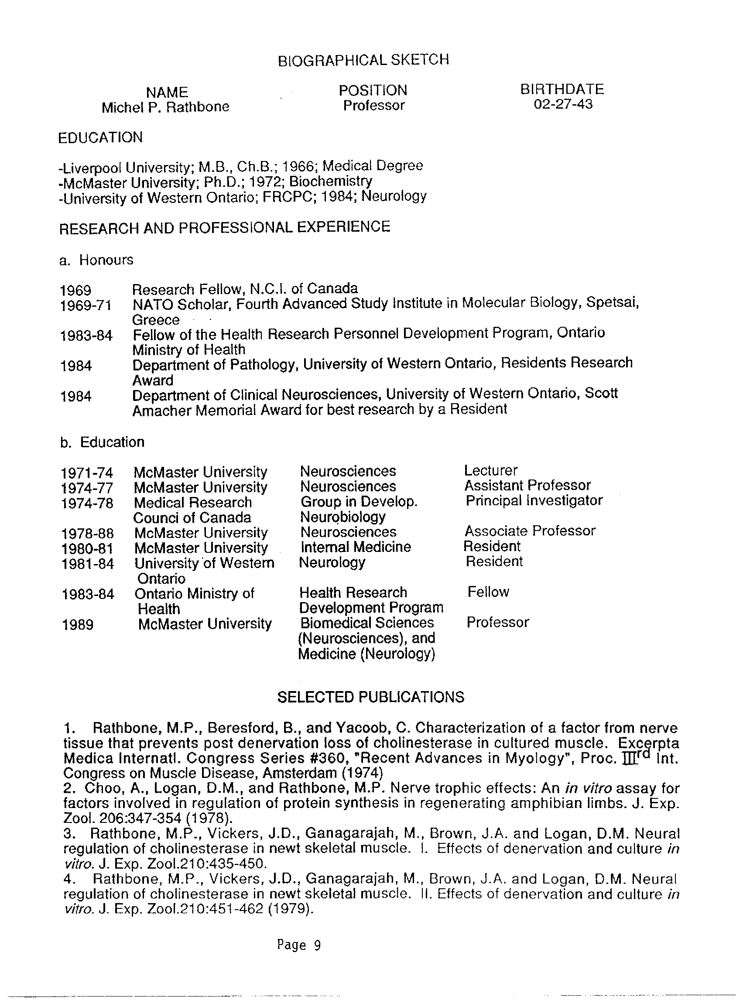 BIOGRAPHICAL SKETCH
NAME POSITION BIRTHDATE
Michel P. Rathbone Professor 02-27-43
EDUCATION
-Liverpool University; M.B., Ch.B.; 1966; Medical Degree
-McMaster University; Ph.D.; 1972; Biochemistry
-University of Western Ontario; FRCPC; 1984; Neurology
RESEARCH AND PROFESSIONAL EXPERIENCE
a. Honours
1969 Research Fellow, N.C.I. of Canada
1969-71 NATO Scholar, Fourth Advanced Study Institute in Molecular Biology, Spetsai,
Greece
1983-84 Fellow of the Health Research Personnel Development Program, Ontario
Ministry of Health
1984 Department of Pathology, University of Western Ontario, Residents Research
Award
1984 Department of Clinical Neurosciences, University of Western Ontario, Scott
Amacher Memorial Award for best research by a Resident
b. Education
1971-74 McMaster University Neurosciences Lecturer
1974-77 McMaster University Neurosciences Assistant Professor
1974-78 Medical Research Group in Develop. Principal Investigator
Counci of Canada Neurobiology
1978-88 McMaster University Neurosciences Associate Professor
1980-81 McMaster University Internal Medicine Resident
1981-84 University of Western Neurology Resident
Ontario
1983-84 Ontario Ministry of Health Research Fellow
Health Development Program
1989 McMaster University Biomedical Sciences Professor
(Neurosciences), and
Medicine (Neurology)
SELECTED PUBLICATIONS
1. Rathbone, M.P., Beresford, B., and Yacoob, C. Characterization of a factor from nerve
tissue that prevents post denervation loss of cholinesterase in cultured muscle. Excerpta
Medica Internatl. Congress Series #360, "Recent Advances in Myology", Proc. IIIrd Int.
Congress on Muscle Disease, Amsterdam (1974)
2. Choo, A., Logan, D.M., and Rathbone, M.P. Nerve trophic effects: An in vitro assay for
factors involved in regulation of protein synthesis in regenerating amphibian limbs. J. Exp.
Zool. 206:347-354 (1978).
3. Rathbone, M.P., Vickers, J.D., Ganagarajah, M., Brown, J.A. and Logan, D.M. Neural
regulation of cholinesterase in newt skeletal muscle. I. Effects of denervation and culture in
vitro. J. Exp. Zool.210:435-450.
4. Rathbone, M.P., Vickers, J.D., Ganagarajah, M., Brown, J.A. and Logan, D.M. Neural
regulation of cholinesterase in newt skeletal muscle. II. Effects of denervation and culture in
vitro. J. Exp. Zool.210:451-462 (1979).
Page 9